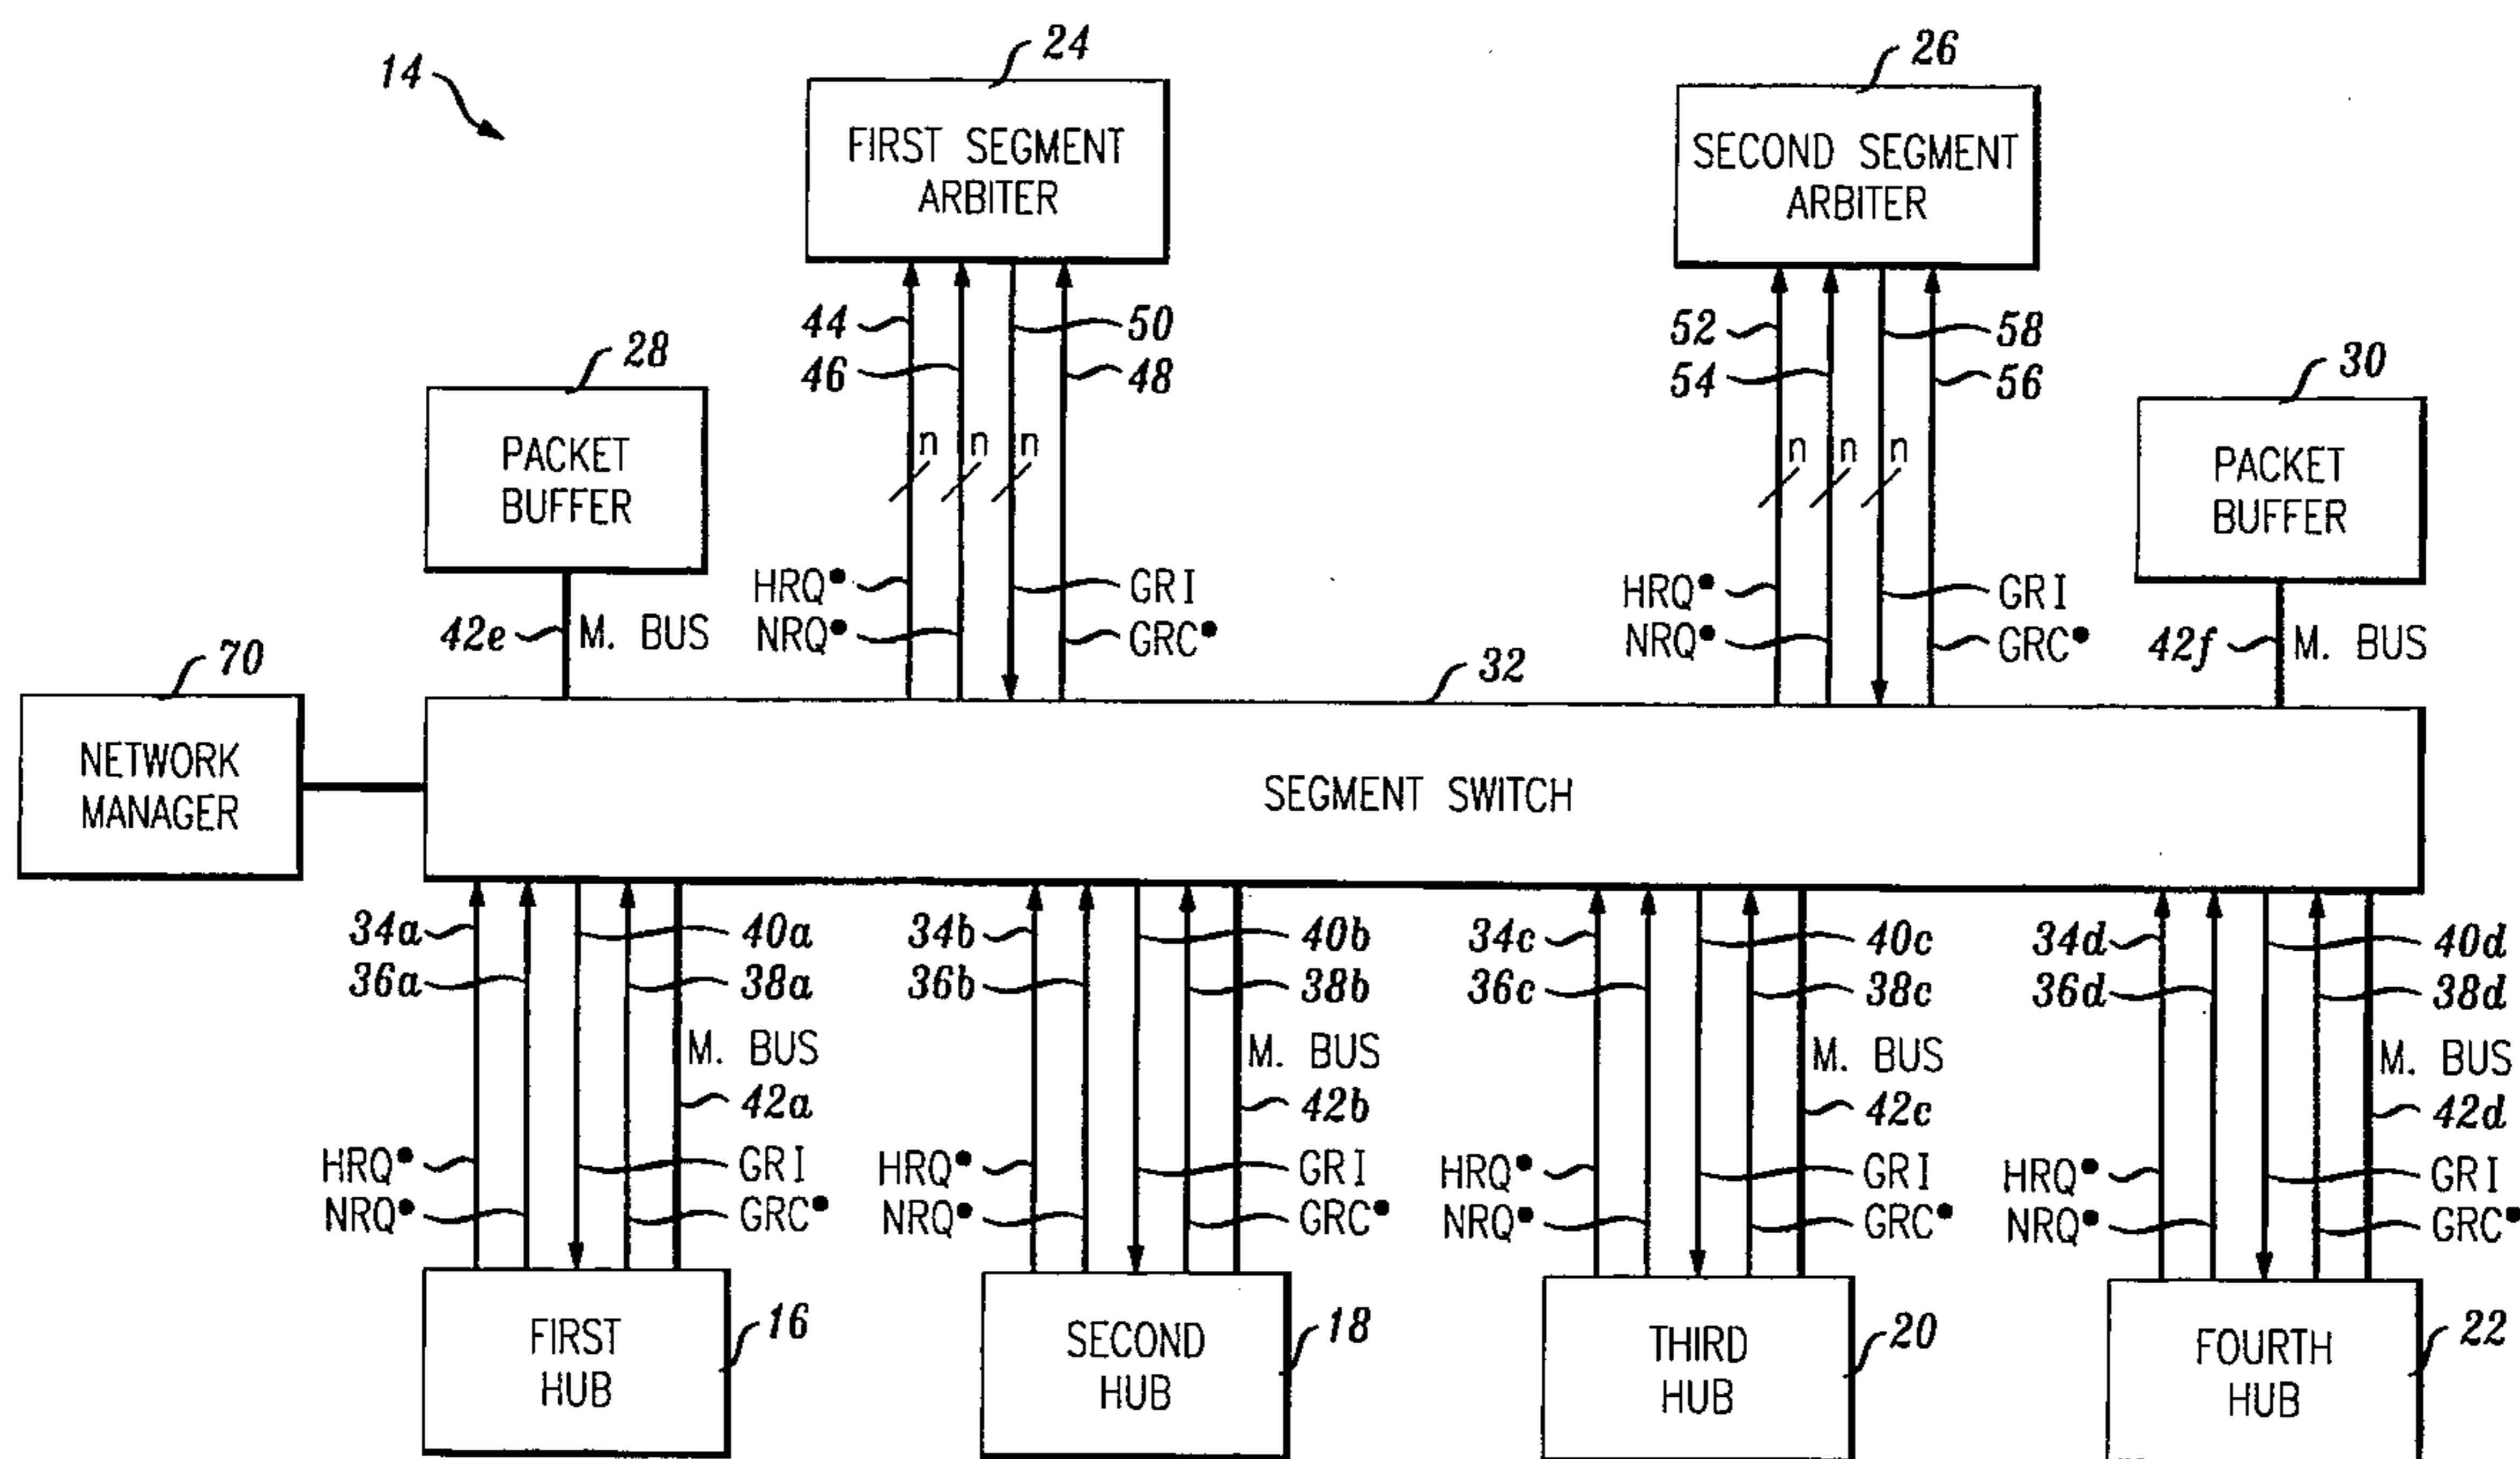 14
24
26
FIRST SEGMENT
ARBITER
SECOND SEGMENT
ARBITER
28
30
44
50
46
48
52
58
54
56
PACKET
BUFFER
PACKET
BUFFER
n n n
n n n
HRQ•
NRQ•
GRI
GRC•
HRQ•
NRQ•
GRI
GRC•
42e
M. BUS
42f
M. BUS
70
32
NETWORK
MANAGER
SEGMENT SWITCH
34a
36a
40a
38a
M. BUS
42a
HRQ•
NRQ•
GRI
GRC•
34b
36b
40b
38b
M. BUS
42b
HRQ•
NRQ•
GRI
GRC•
34c
36c
40c
38c
M. BUS
42c
HRQ•
NRQ•
GRI
GRC•
34d
36d
40d
38d
M. BUS
42d
HRQ•
NRQ•
GRI
GRC•
FIRST
HUB
16
SECOND
HUB
18
THIRD
HUB
20
FOURTH
HUB
22